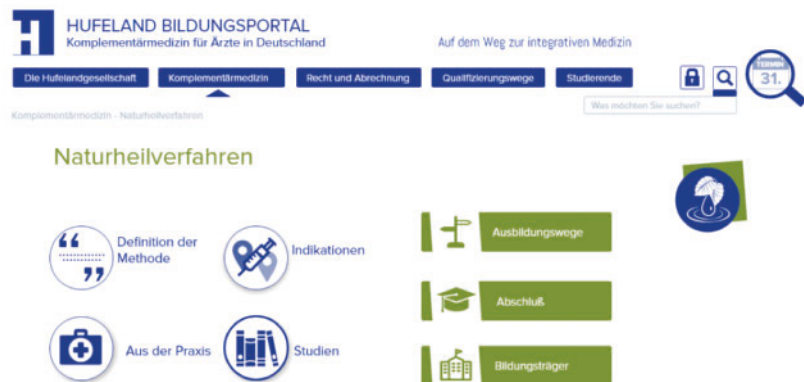 HUFELAND BILDUNGSPORTAL
Komplementärmedizin für Ärzte in Deutschland
Auf dem Weg zur integrativen Medizin
Die Hufelandgesellschaft
Komplementärmedizin
Recht und Abrechnung
Qualifizierungswege
Studierende
TERMIN
31.
Was möchten Sie suchen?
Komplementärmedizin - Naturheilverfahren
Naturheilverfahren
Definition der
Methode
Indikationen
Ausbildungswege
Abschluß
Aus der Praxis
Studien
Bildungsträger